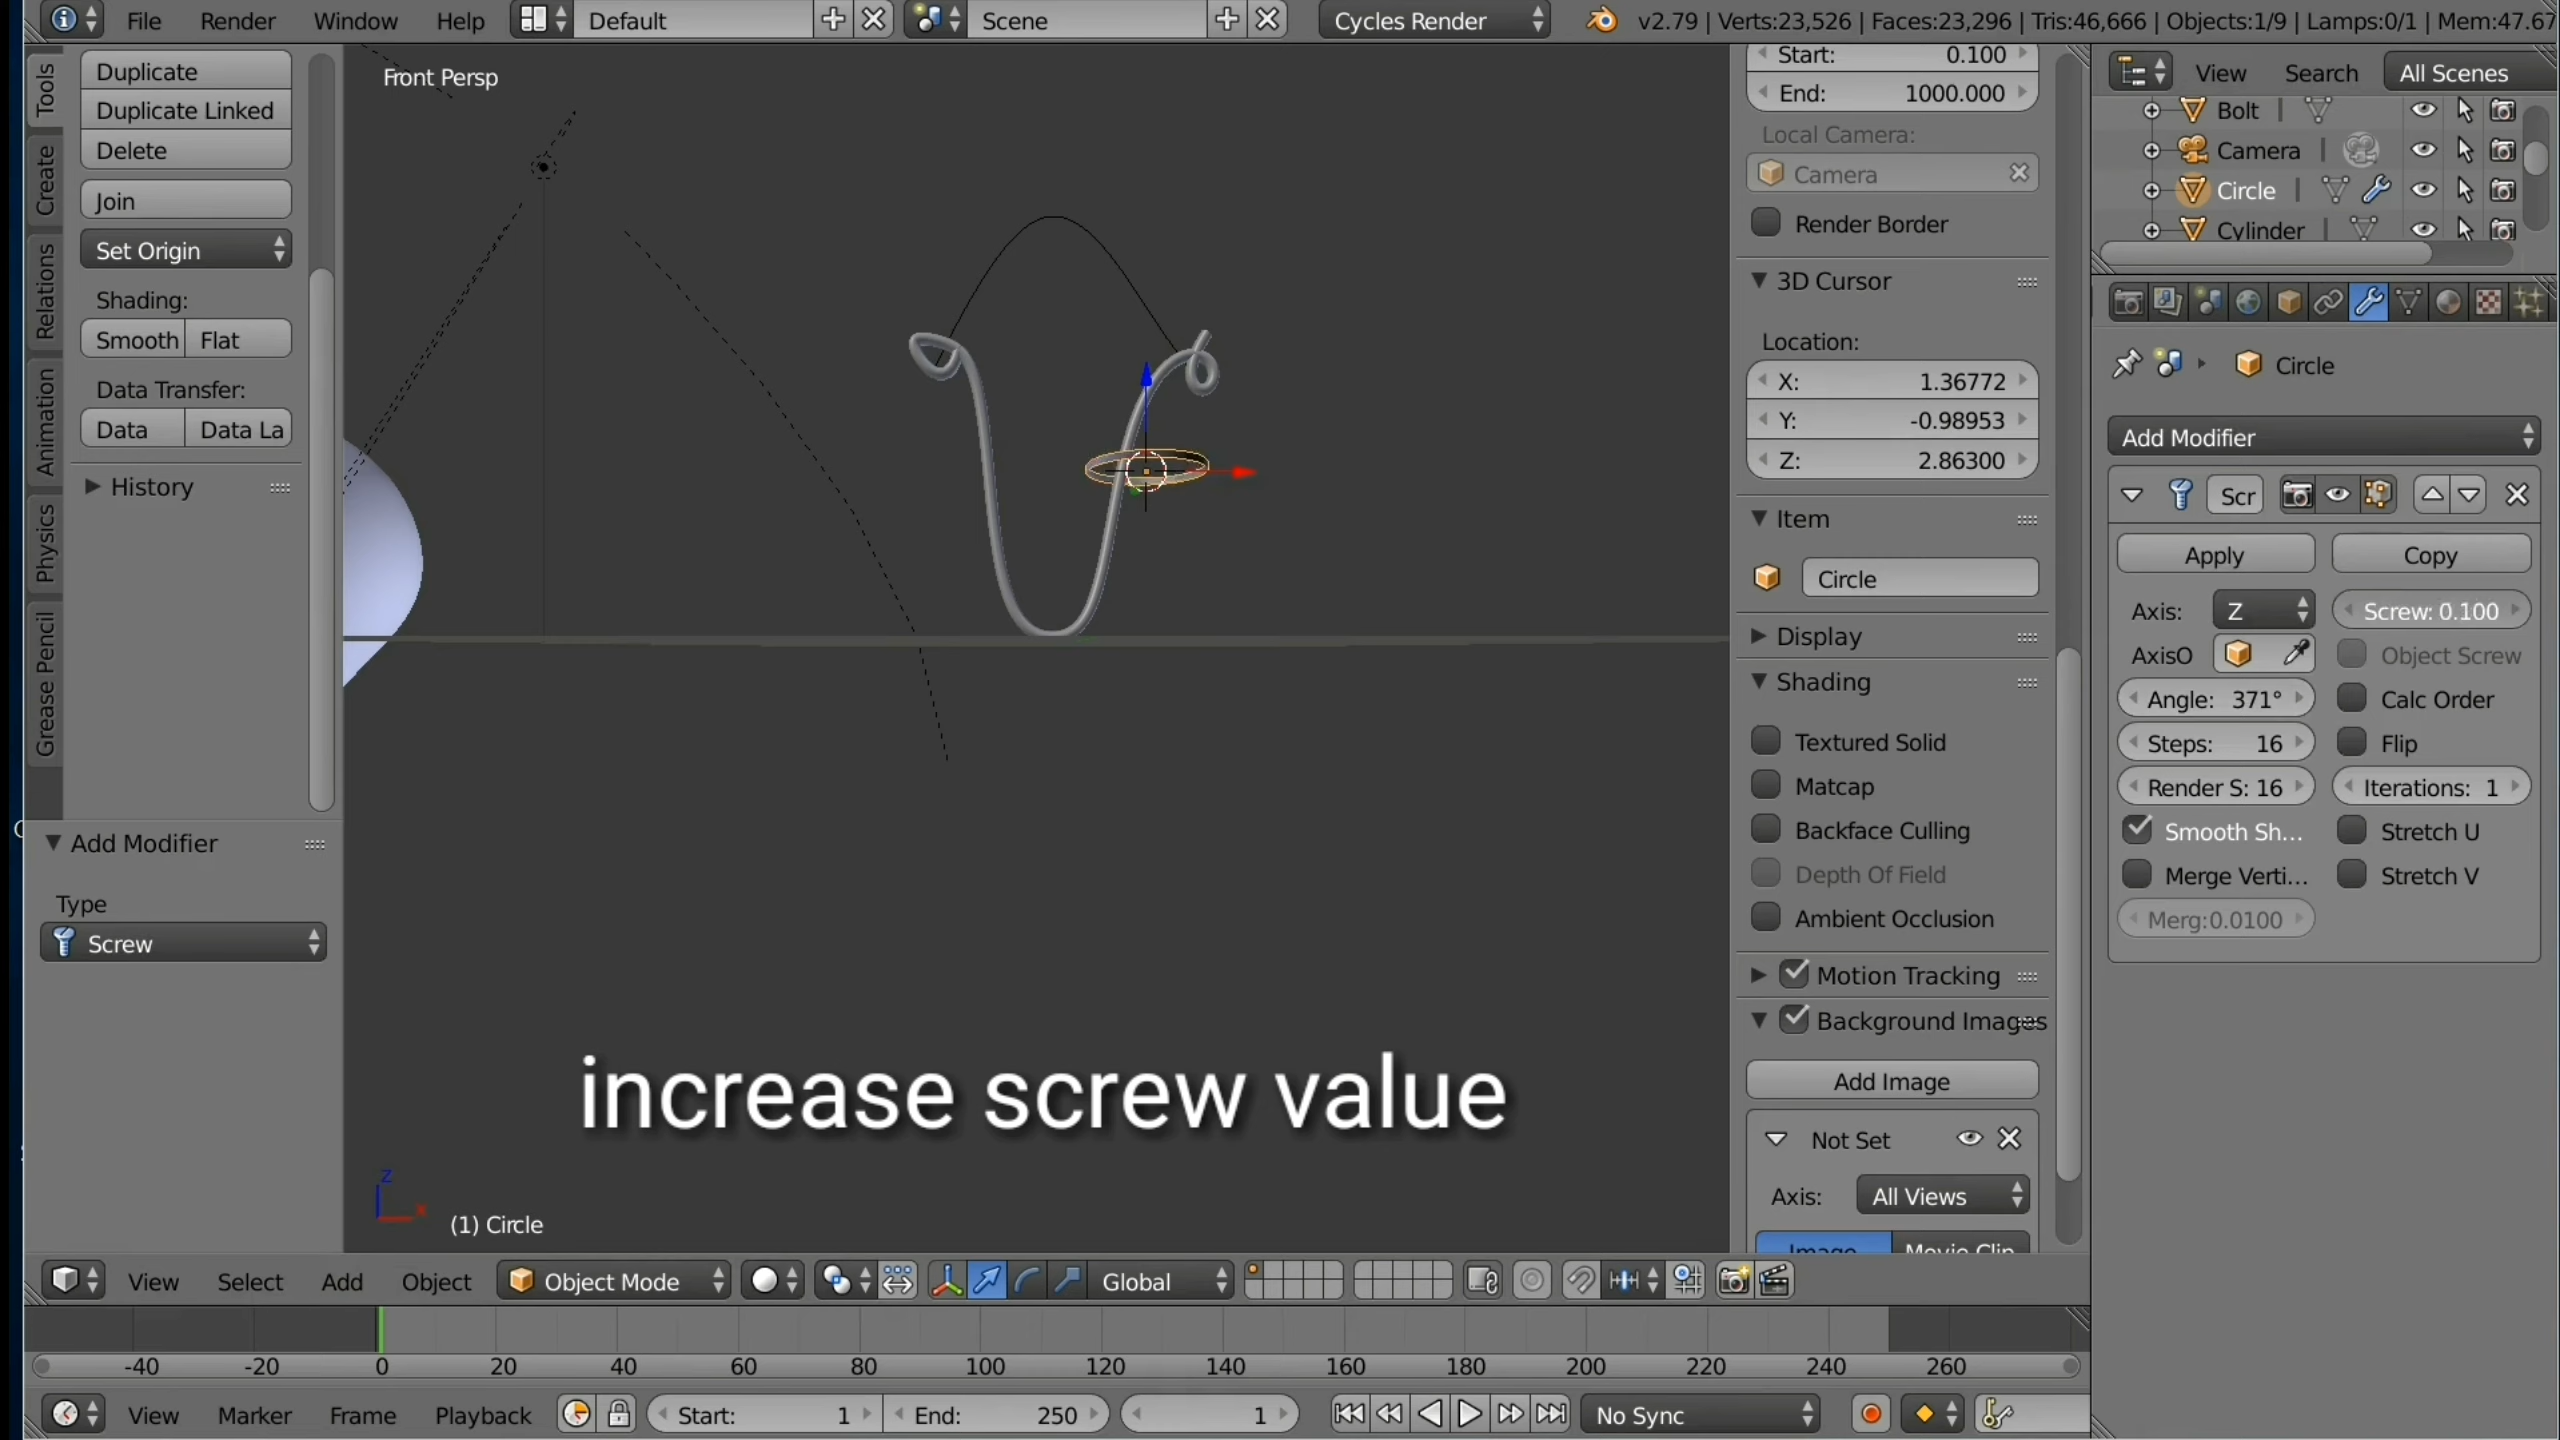 File Render Window Help Default Scene Cycles Render v2.79 | Verts:23,526 | Faces:23,296 | Tris:46,666 | Objects:1/9 | Lamps:0/1 | Mem:47.67
Tools
Create
Relations
Animation
Physics
Grease Pencil
Duplicate
Duplicate Linked
Delete
Join
Set Origin
Shading:
Smooth Flat
Data Transfer:
Data Data La
History
Add Modifier
Type
Screw
Front Persp
increase screw value
z
x
(1) Circle
Start: 0.100
End: 1000.000
Local Camera:
Camera
Render Border
3D Cursor
Location:
X: 1.36772
Y: -0.98953
Z: 2.86300
Item
Circle
Display
Shading
Textured Solid
Matcap
Backface Culling
Depth Of Field
Ambient Occlusion
Motion Tracking
Background Images
Add Image
Not Set
Axis: All Views
Image Movie Clip
View Search All Scenes
Bolt
Camera
Circle
Cylinder
Circle
Add Modifier
Scr
Apply Copy
Axis: Z Screw: 0.100
AxisO Object Screw
Angle: 371° Calc Order
Steps: 16 Flip
Render S: 16 Iterations: 1
Smooth Sh... Stretch U
Merge Verti... Stretch V
Merg:0.0100
View Select Add Object Object Mode Global
-40 -20 0 20 40 60 80 100 120 140 160 180 200 220 240 260
View Marker Frame Playback Start: 1 End: 250 1 No Sync